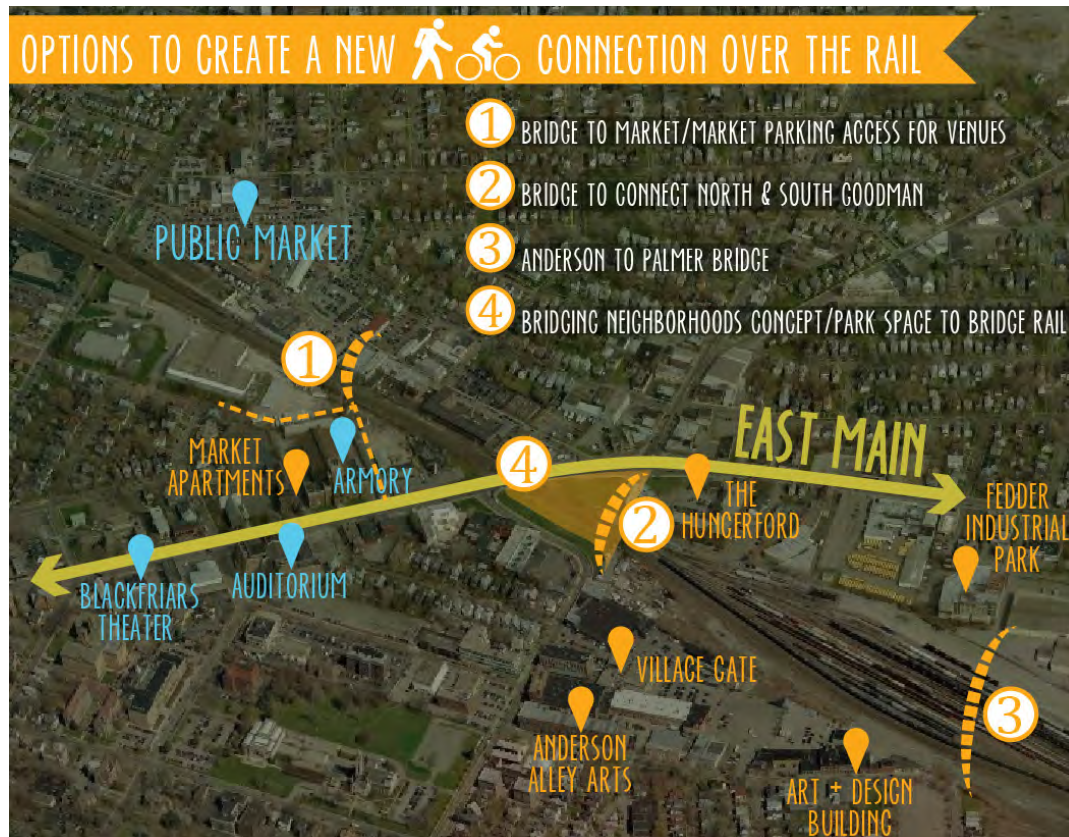 OPTIONS TO CREATE A NEW CONNECTION OVER THE RAIL
1 BRIDGE TO MARKET/MARKET PARKING ACCESS FOR VENUES
2 BRIDGE TO CONNECT NORTH & SOUTH GOODMAN
3 ANDERSON TO PALMER BRIDGE
4 BRIDGING NEIGHBORHOODS CONCEPT/PARK SPACE TO BRIDGE RAIL
PUBLIC MARKET
1
MARKET
APARTMENTS
ARMORY
4
EAST MAIN
2
THE
HUNGERFORD
FEDDER
INDUSTRIAL
PARK
BLACKFRIARS
THEATER
AUDITORIUM
VILLAGE GATE
3
ANDERSON
ALLEY ARTS
ART + DESIGN
BUILDING